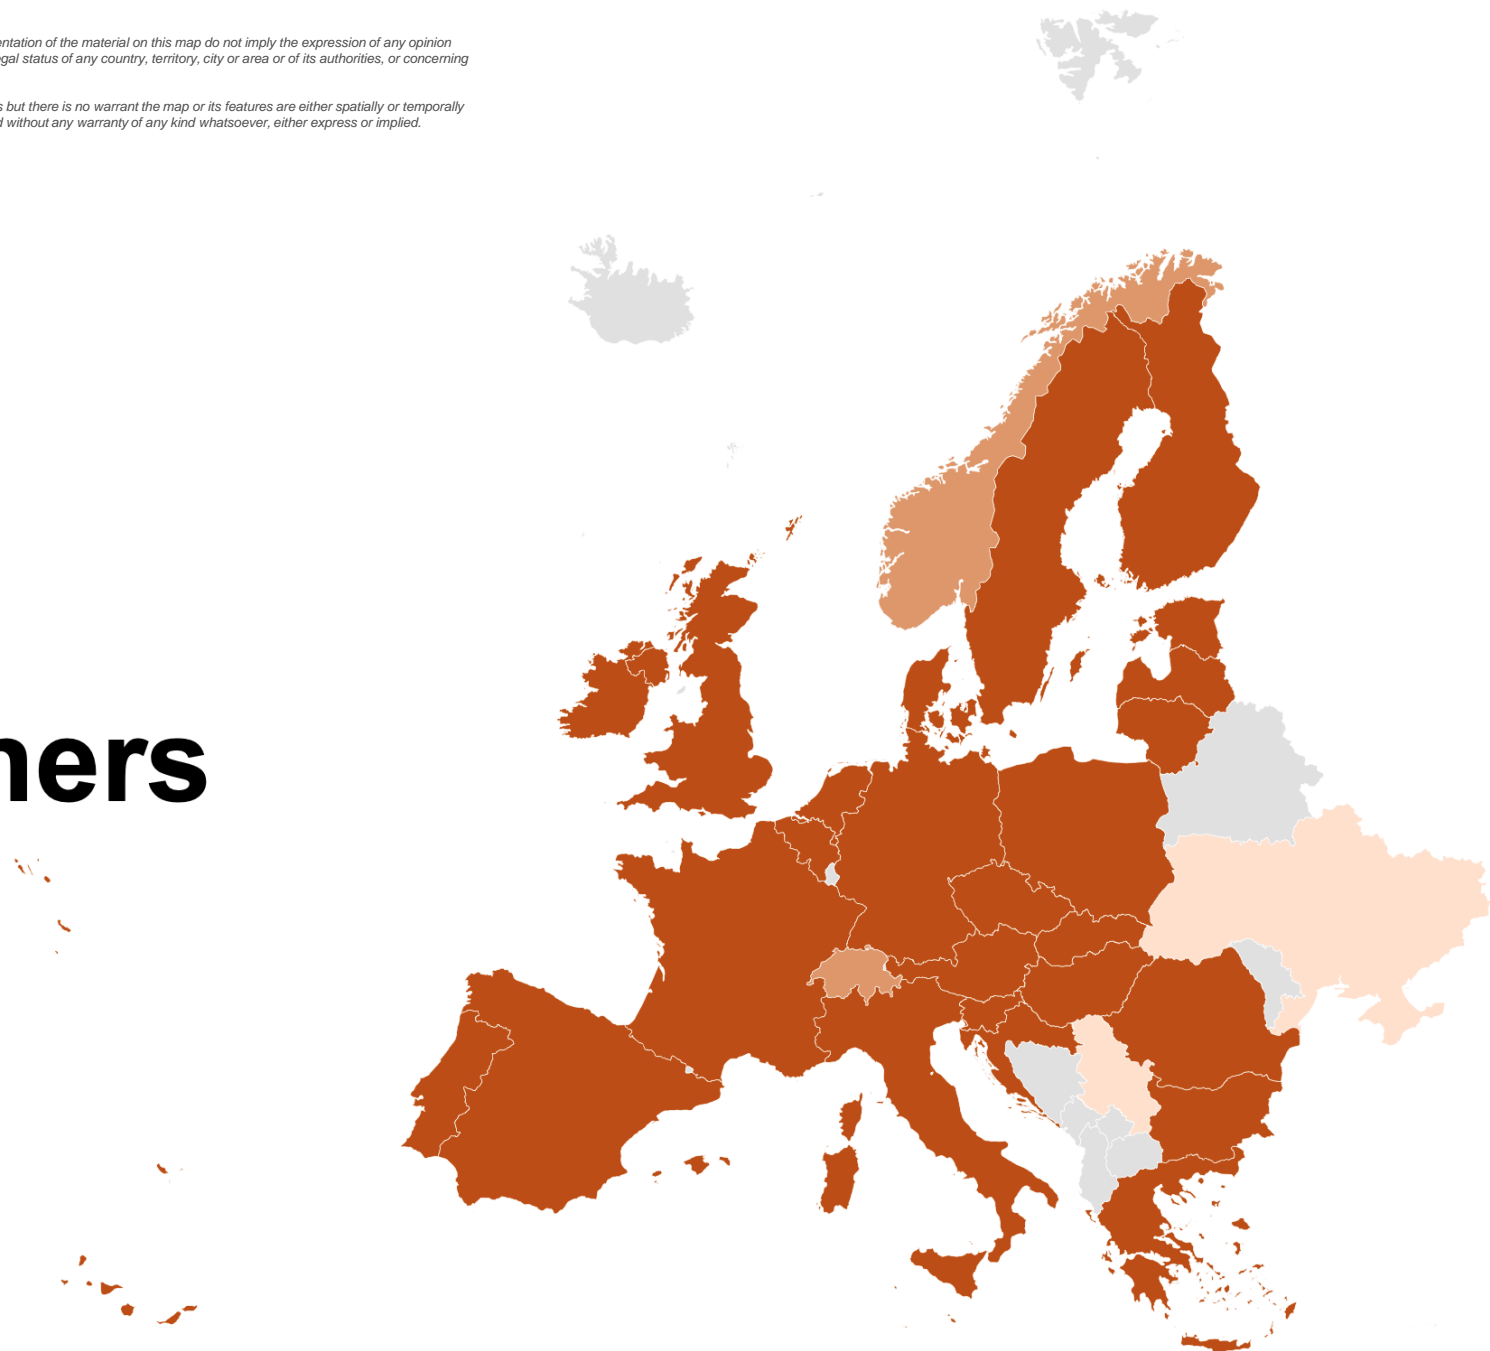 entation of the material on this map do not imply the expression of any opinion
egal status of any country, territory, city or area or of its authorities, or concerning
s but there is no warrant the map or its features are either spatially or temporally
d without any warranty of any kind whatsoever, either express or implied.
ners